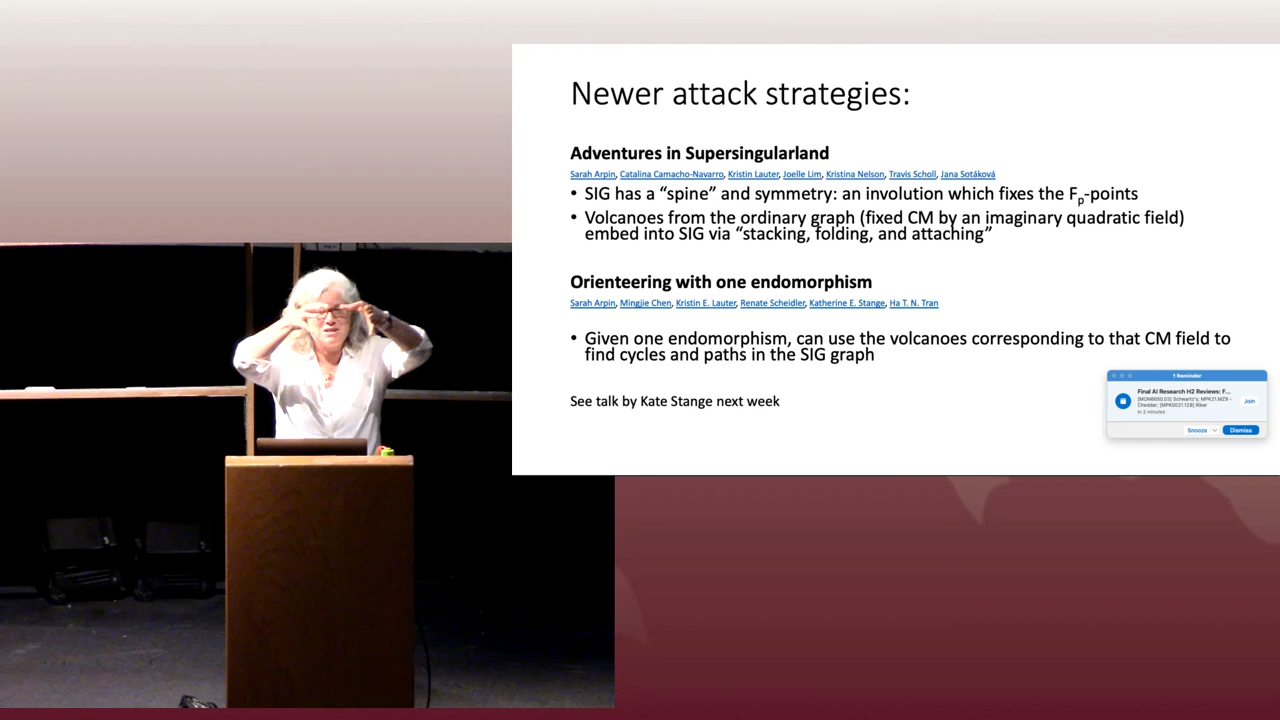 Newer attack strategies:
Adventures in Supersingularland
Sarah Arpin, Catalina Camacho-Navarro, Kristin Lauter, Joelle Lim, Kristina Nelson, Travis Scholl, Jana Sotáková
• SIG has a “spine” and symmetry: an involution which fixes the Fp-points
• Volcanoes from the ordinary graph (fixed CM by an imaginary quadratic field)
embed into SIG via “stacking, folding, and attaching”
Orienteering with one endomorphism
Sarah Arpin, Mingjie Chen, Kristin E. Lauter, Renate Scheidler, Katherine E. Stange, Ha T. N. Tran
• Given one endomorphism, can use the volcanoes corresponding to that CM field to
find cycles and paths in the SIG graph
See talk by Kate Stange next week
1 Reminder
Final AI Research H2 Reviews: F...
Join
in 2 minutes
Snooze
Dismiss